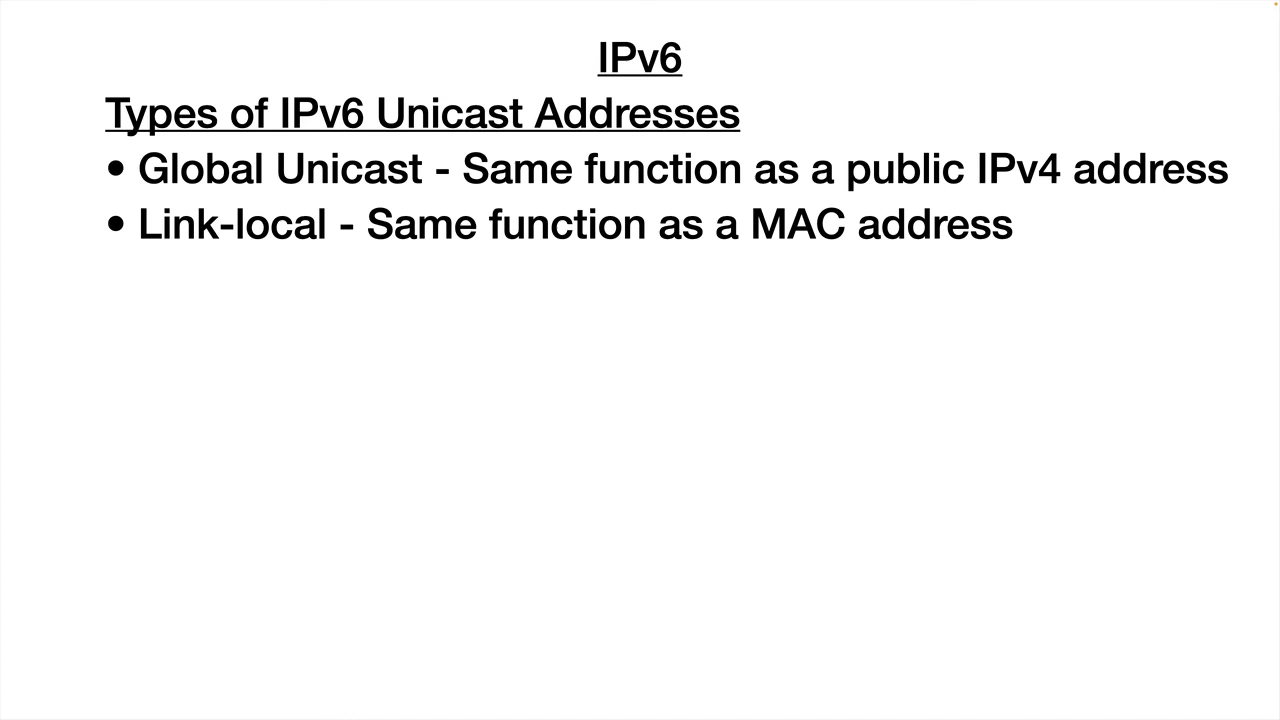 IPv6
Types of IPv6 Unicast Addresses
• Global Unicast - Same function as a public IPv4 address
• Link-local - Same function as a MAC address